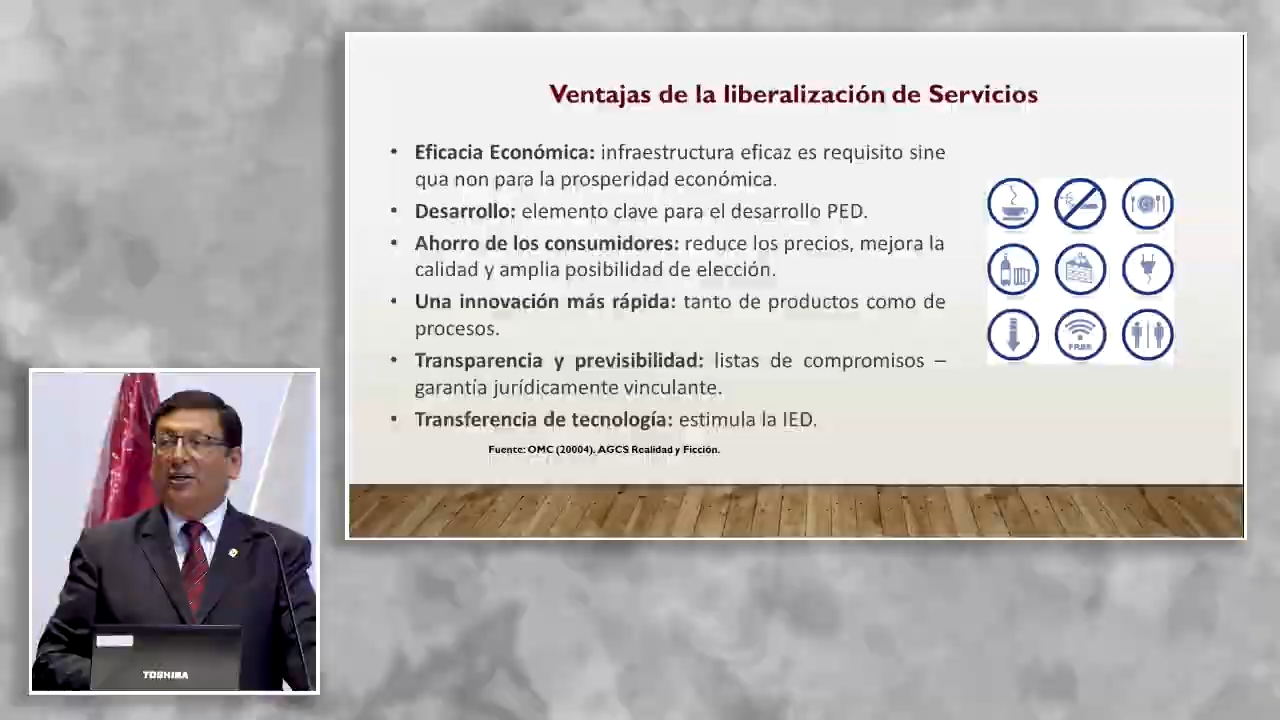 Ventajas de la liberalización de Servicios
• Eficacia Económica: infraestructura eficaz es requisito sine
qua non para la prosperidad económica.
• Desarrollo: elemento clave para el desarrollo PED.
• Ahorro de los consumidores: reduce los precios, mejora la
calidad y amplia posibilidad de elección.
• Una innovación más rápida: tanto de productos como de
procesos.
• Transparencia y previsibilidad: listas de compromisos –
garantía jurídicamente vinculante.
• Transferencia de tecnología: estimula la IED.
Fuente: OMC (20004). AGCS Realidad y Ficción.
FREE
TOSHIBA